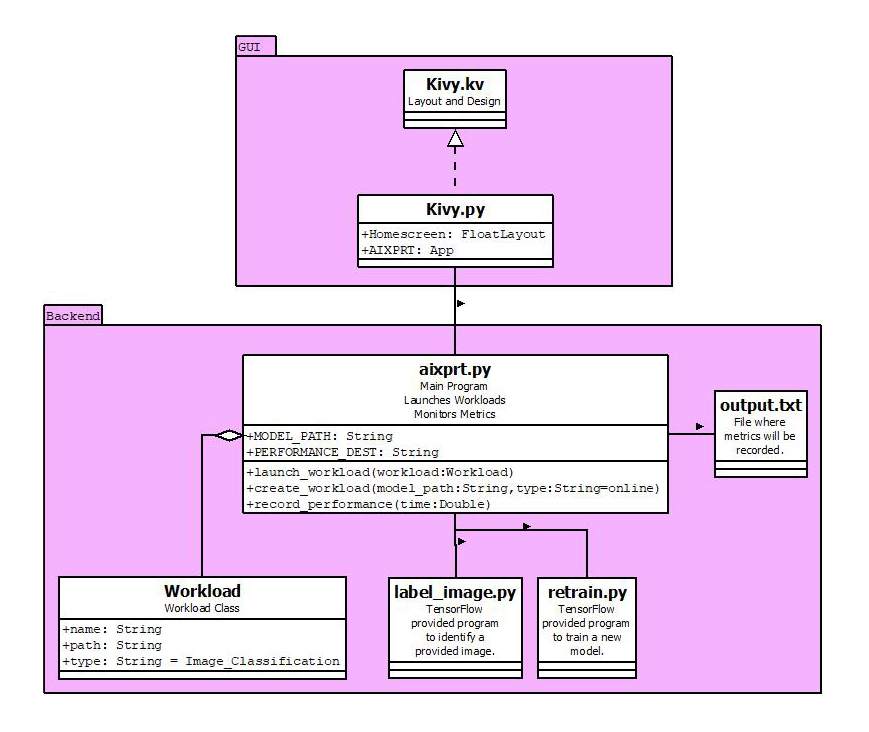 GUI
Kivy.kv
Layout and Design
Kivy.py
+Homescreen: FloatLayout
+AIXPRT: App
Backend
aixprt.py
Main Program
Launches Workloads
Monitors Metrics
+MODEL_PATH: String
+PERFORMANCE_DEST: String
+launch_workload(workload:Workload)
+create_workload(model_path:String,type:String=online)
+record_performance(time:Double)
output.txt
File where
metrics will be
recorded.
Workload
Workload Class
+name: String
+path: String
+type: String = Image_Classification
label_image.py
TensorFlow
provided program
to identify a
provided image.
retrain.py
TensorFlow
provided program
to train a new
model.